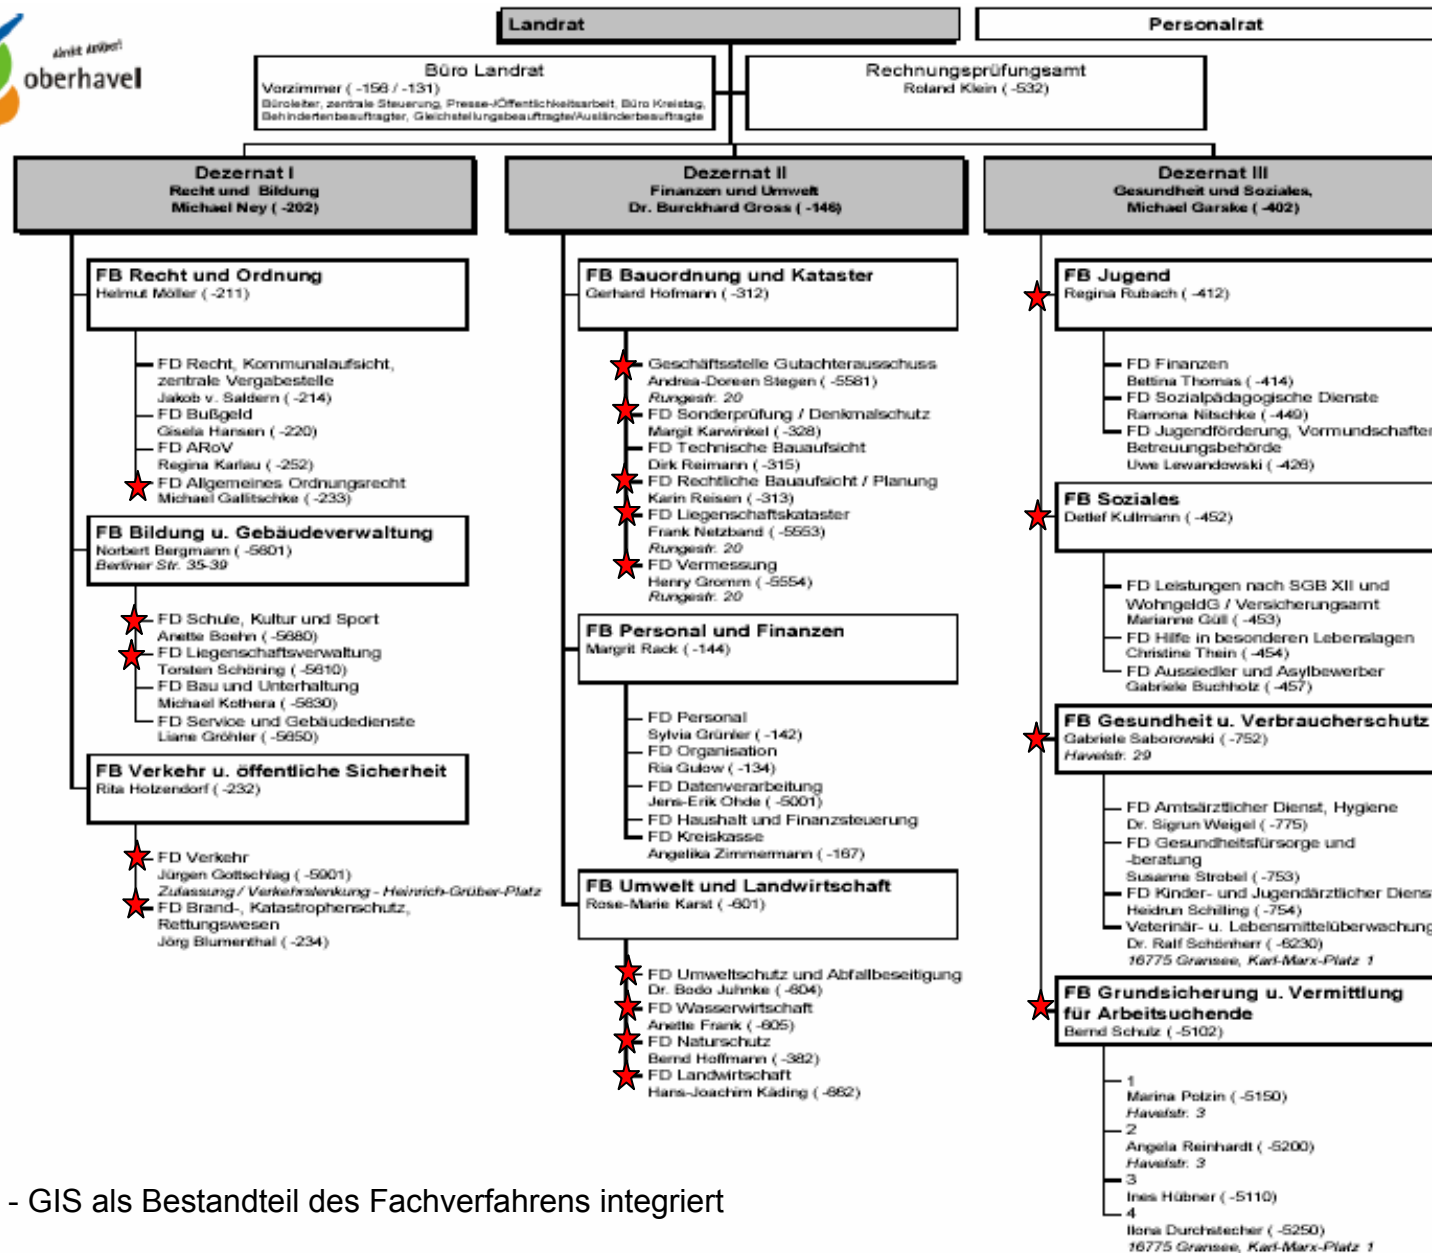 oberhavel
Landrat
Personalrat
Büro Landrat
Vorzimmer ( -156 / -131)
Büroleiter, zentrale Steuerung, Presse-/Öffentlichkeitsarbeit, Büro Kreistag,
Behindertenbeauftragter, Gleichstellungsbeauftragte/Ausländerbeauftragte
Rechnungsprüfungsamt
Roland Klein ( -532)
Dezernat I
Recht und Bildung
Michael Ney ( -202)
FB Recht und Ordnung
Helmut Möller ( -211)
FD Recht, Kommunalaufsicht,
zentrale Vergabestelle
Jakob v. Saldern ( -214)
FD Bußgeld
Gisela Hansen ( -220)
FD ARoV
Regina Karlau ( -252)
FD Allgemeines Ordnungsrecht
Michael Gallitschke ( -233)
FB Bildung u. Gebäudeverwaltung
Norbert Bergmann ( -5601)
Berliner Str. 35-39
FD Schule, Kultur und Sport
Anette Boehn ( -5680)
FD Liegenschaftsverwaltung
Torsten Schöning ( -5610)
FD Bau und Unterhaltung
Michael Kothera ( -5630)
FD Service und Gebäudedienste
Liane Gröhler ( -5650)
FB Verkehr u. öffentliche Sicherheit
Rita Holzendorf ( -232)
FD Verkehr
Jürgen Gottschlag ( -5901)
Zulassung / Verkehrslenkung - Heinrich-Grüber-Platz
FD Brand-, Katastrophenschutz,
Rettungswesen
Jörg Blumenthal ( -234)
Dezernat II
Finanzen und Umwelt
Dr. Burckhard Gross ( -146)
FB Bauordnung und Kataster
Gerhard Hofmann ( -312)
Geschäftsstelle Gutachterausschuss
Andrea-Doreen Stegen ( -5581)
Rungestr. 20
FD Sonderprüfung / Denkmalschutz
Margit Karwinkel ( -328)
FD Technische Bauaufsicht
Dirk Reimann ( -315)
FD Rechtliche Bauaufsicht / Planung
Karin Reisen ( -313)
FD Liegenschaftskataster
Frank Netzband ( -5553)
Rungestr. 20
FD Vermessung
Henry Gromm ( -5554)
Rungestr. 20
FB Personal und Finanzen
Margrit Rack ( -144)
FD Personal
Sylvia Grünler ( -142)
FD Organisation
Ria Gulow ( -134)
FD Datenverarbeitung
Jens-Erik Ohde ( -5001)
FD Haushalt und Finanzsteuerung
FD Kreiskasse
Angelika Zimmermann ( -167)
FB Umwelt und Landwirtschaft
Rose-Marie Karst ( -601)
FD Umweltschutz und Abfallbeseitigung
Dr. Bodo Juhnke ( -604)
FD Wasserwirtschaft
Anette Frank ( -605)
FD Naturschutz
Bernd Hoffmann ( -382)
FD Landwirtschaft
Hans-Joachim Käding ( -662)
Dezernat III
Gesundheit und Soziales,
Michael Garske ( -402)
FB Jugend
Regina Rubach ( -412)
FD Finanzen
Bettina Thomas ( -414)
FD Sozialpädagogische Dienste
Ramona Nitschke ( -449)
FD Jugendförderung, Vormundschaften
Betreuungsbehörde
Uwe Lewandowski ( -426)
FB Soziales
Detlef Kullmann ( -452)
FD Leistungen nach SGB XII und
WohngeldG / Versicherungsamt
Marianne Güll ( -453)
FD Hilfe in besonderen Lebenslagen
Christine Thein ( -454)
FD Aussiedler und Asylbewerber
Gabriele Buchholz ( -457)
FB Gesundheit u. Verbraucherschutz
Gabriele Saborowski ( -752)
Havelstr. 29
FD Amtsärztlicher Dienst, Hygiene
Dr. Sigrun Weigel ( -775)
FD Gesundheitsfürsorge und
-beratung
Susanne Strobel ( -753)
FD Kinder- und Jugendärztlicher Diens
Heidrun Schilling ( -754)
Veterinär- u. Lebensmittelüberwachung
Dr. Ralf Schönherr ( -6230)
16775 Gransee, Karl-Marx-Platz 1
FB Grundsicherung u. Vermittlung
für Arbeitsuchende
Bernd Schulz ( -5102)
1
Marina Polzin ( -5150)
Havelstr. 3
2
Angela Reinhardt ( -5200)
Havelstr. 3
3
Ines Hübner ( -5110)
4
Ilona Durchstecher ( -5250)
16775 Gransee, Karl-Marx-Platz 1
- GIS als Bestandteil des Fachverfahrens integriert